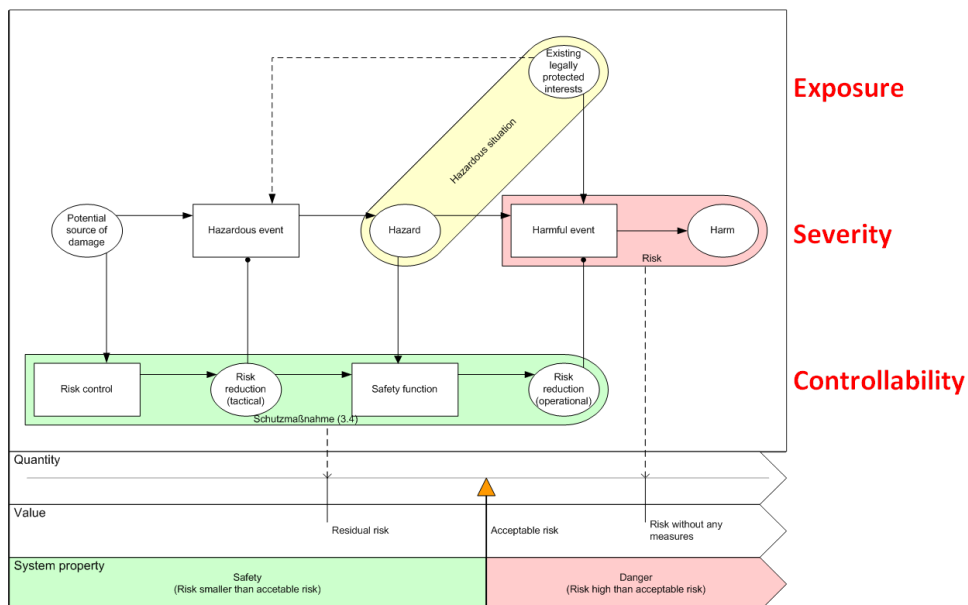 Existing
legally
protected
interests
Exposure
Hazardous situation
Potential
source of
damage
Hazardous event
Hazard
Harmful event
Harm
Severity
Risk
Risk control
Risk
reduction
(tactical)
Safety function
Risk
reduction
(operational)
Controllability
Schutzmaßnahme (3.4)
Quantity
Value
Residual risk
Acceptable risk
Risk without any
measures
System property
Safety
(Risk smaller than accetable risk)
Danger
(Risk high than acceptable risk)